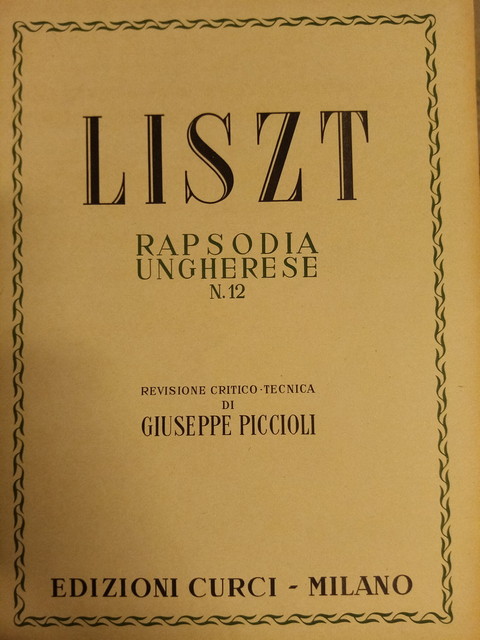 LISZT
RAPSODIA
UNGHERESE
N.12
REVISIONE CRITICO-TECNICA
DI
GIUSEPPE PICCIOLI
EDIZIONI CURCI - MILANO